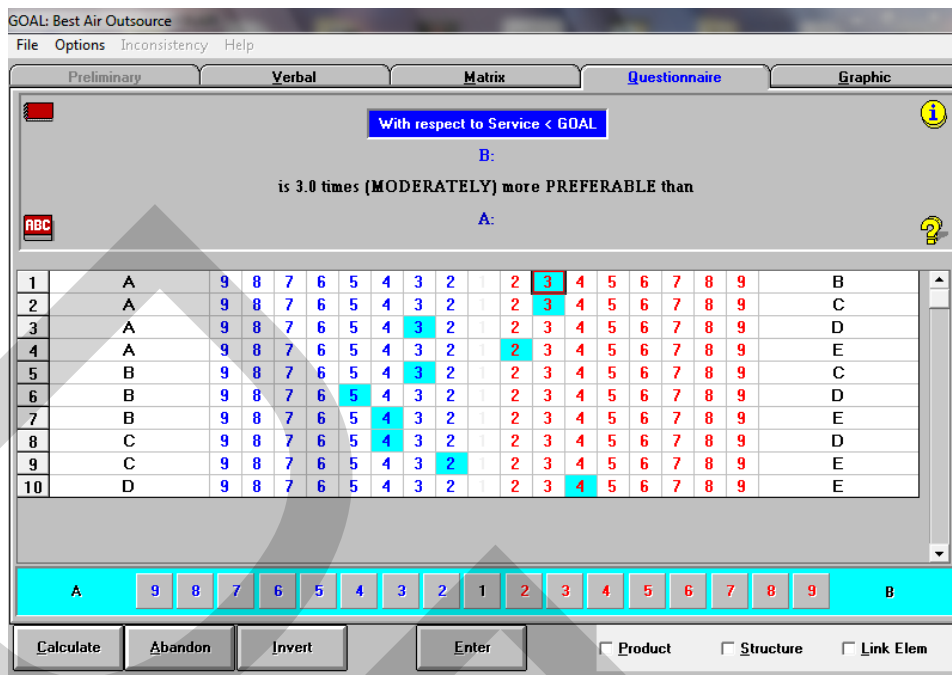 GOAL: Best Air Outsource
File Options Inconsistency Help
Preliminary Verbal Matrix Questionnaire Graphic
With respect to Service < GOAL
B:
is 3.0 times (MODERATELY) more PREFERABLE than
A:
ABC
1 A 9 8 7 6 5 4 3 2 1 2 3 4 5 6 7 8 9 B
2 A 9 8 7 6 5 4 3 2 1 2 3 4 5 6 7 8 9 C
3 A 9 8 7 6 5 4 3 2 1 2 3 4 5 6 7 8 9 D
4 A 9 8 7 6 5 4 3 2 1 2 3 4 5 6 7 8 9 E
5 B 9 8 7 6 5 4 3 2 1 2 3 4 5 6 7 8 9 C
6 B 9 8 7 6 5 4 3 2 1 2 3 4 5 6 7 8 9 D
7 B 9 8 7 6 5 4 3 2 1 2 3 4 5 6 7 8 9 E
8 C 9 8 7 6 5 4 3 2 1 2 3 4 5 6 7 8 9 D
9 C 9 8 7 6 5 4 3 2 1 2 3 4 5 6 7 8 9 E
10 D 9 8 7 6 5 4 3 2 1 2 3 4 5 6 7 8 9 E
A 9 8 7 6 5 4 3 2 1 2 3 4 5 6 7 8 9 B
Calculate Abandon Invert Enter Product Structure Link Elem